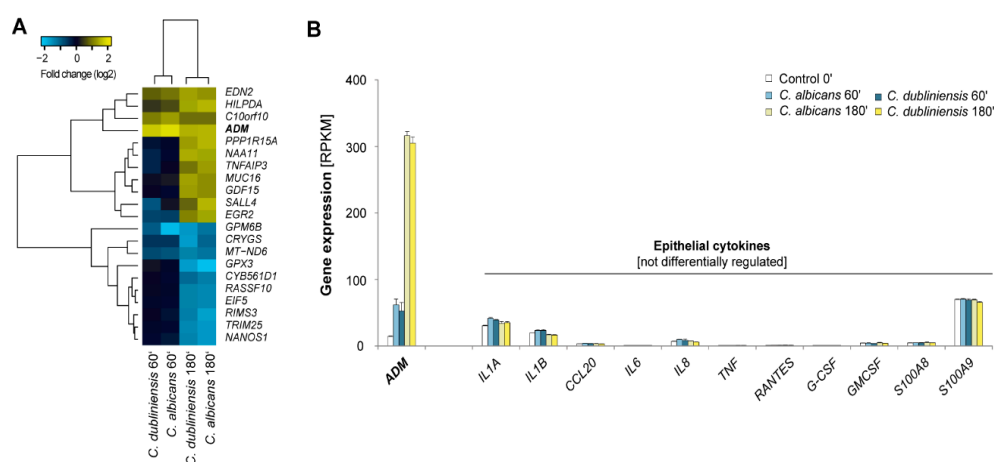 A
−2 0 2
Fold change (log2)
EDN2
HILPDA
C10orf10
ADM
PPP1R15A
NAA11
TNFAIP3
MUC16
GDF15
SALL4
EGR2
GPM6B
CRYGS
MT−ND6
GPX3
CYB561D1
RASSF10
EIF5
RIMS3
TRIM25
NANOS1
C. dubliniensis 60'
C. albicans 60'
C. dubliniensis 180'
C. albicans 180'
B
Gene expression [RPKM]
400
300
200
100
0
Control 0'
C. albicans 60'
C. dubliniensis 60'
C. albicans 180'
C. dubliniensis 180'
Epithelial cytokines
[not differentially regulated]
ADM
IL1A
IL1B
CCL20
IL6
IL8
TNF
RANTES
G-CSF
GMCSF
S100A8
S100A9